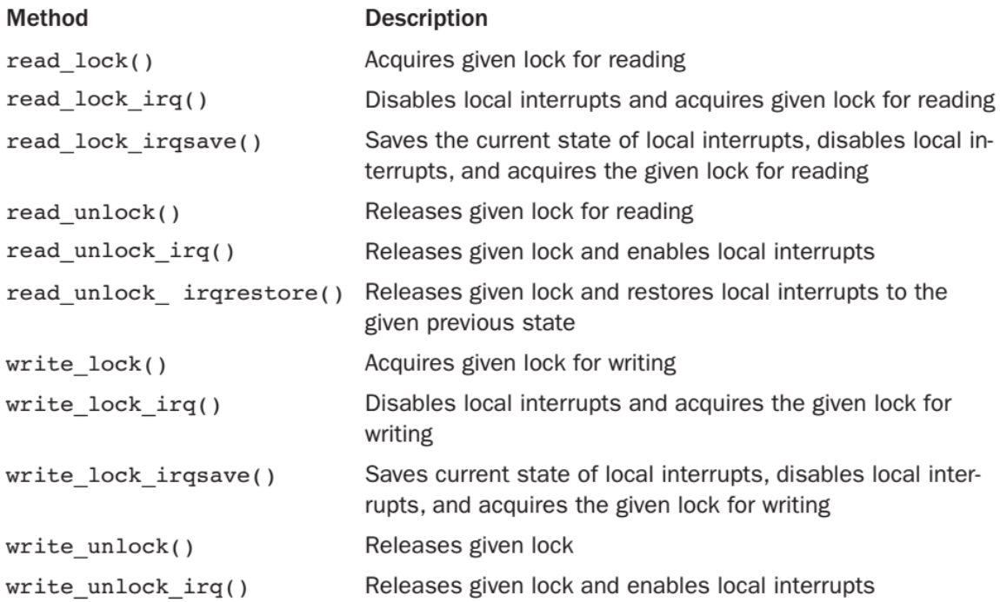 Method Description
read_lock() Acquires given lock for reading
read_lock_irq() Disables local interrupts and acquires given lock for reading
read_lock_irqsave() Saves the current state of local interrupts, disables local in-
terrupts, and acquires the given lock for reading
read_unlock() Releases given lock for reading
read_unlock_irq() Releases given lock and enables local interrupts
read_unlock_ irqrestore() Releases given lock and restores local interrupts to the
given previous state
write_lock() Acquires given lock for writing
write_lock_irq() Disables local interrupts and acquires the given lock for
writing
write_lock_irqsave() Saves current state of local interrupts, disables local inter-
rupts, and acquires the given lock for writing
write_unlock() Releases given lock
write_unlock_irq() Releases given lock and enables local interrupts